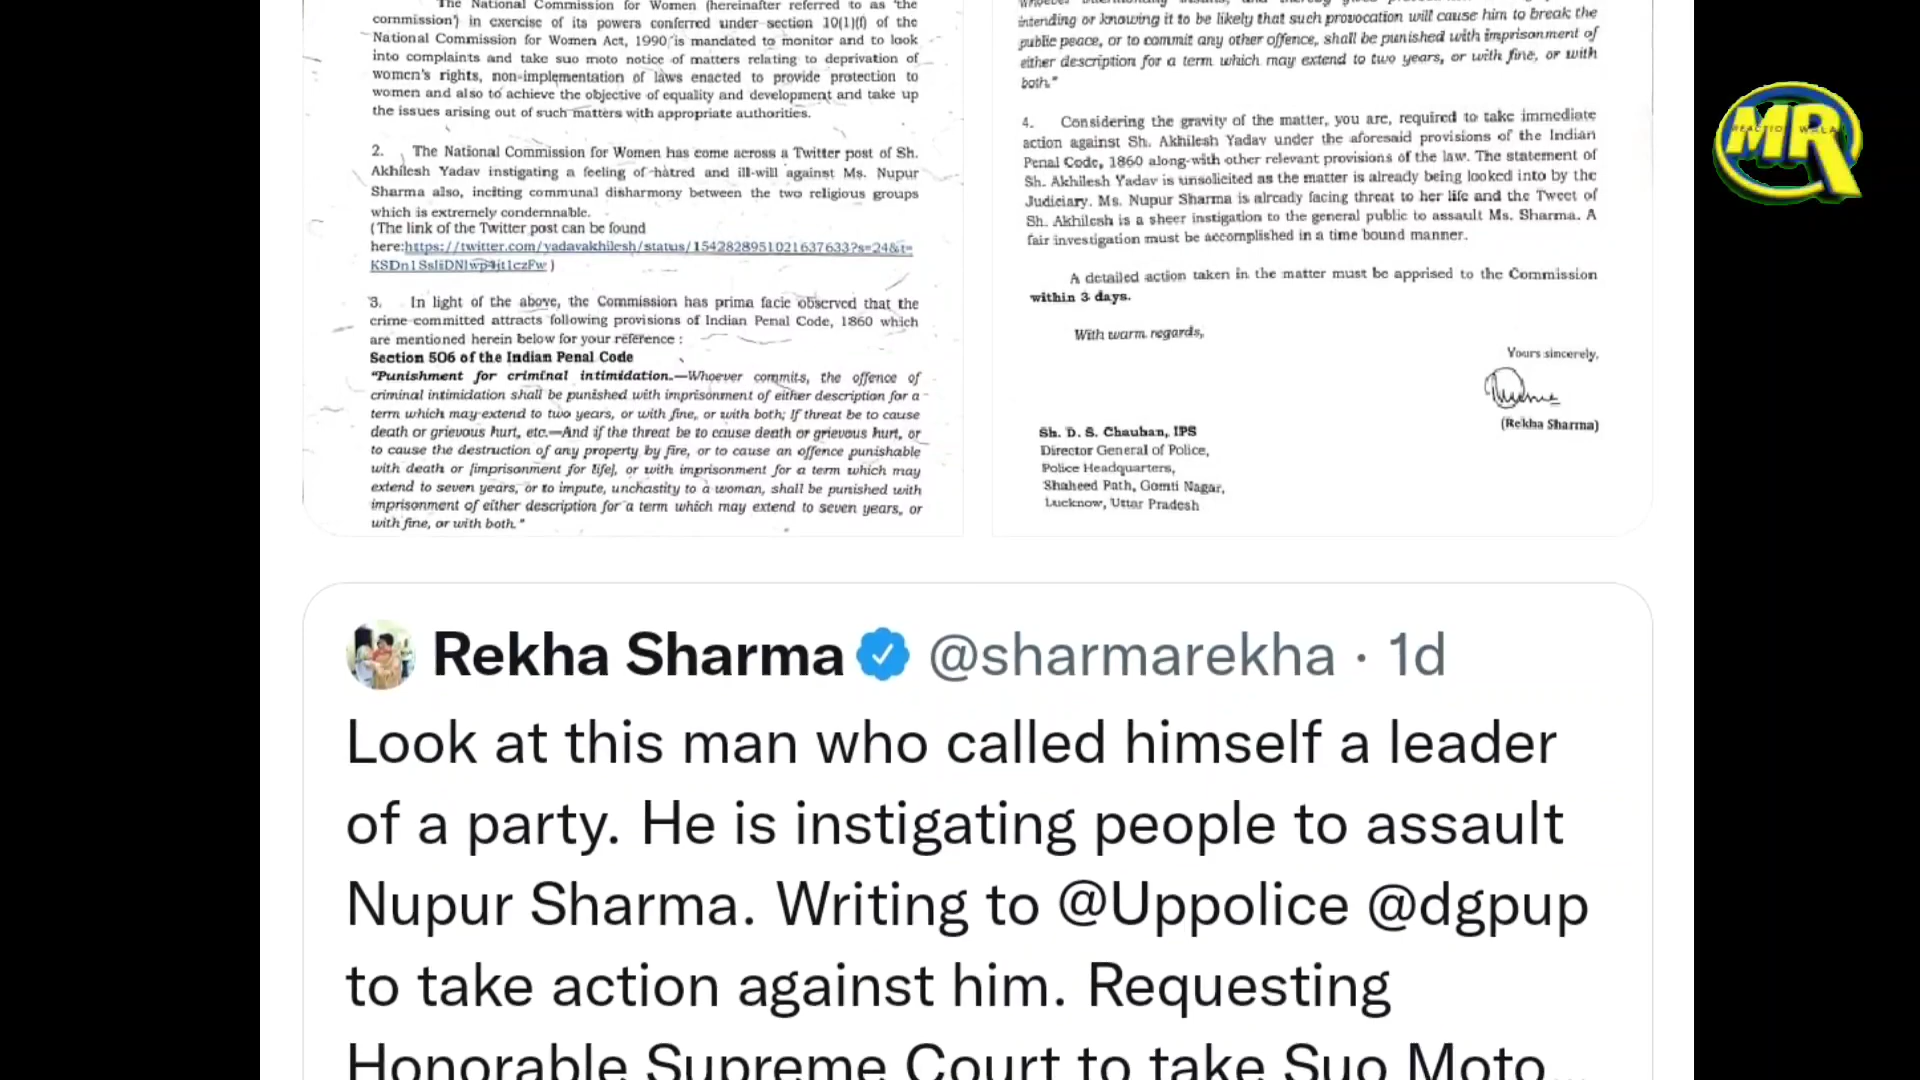 The National Commission for Women (hereinafter referred to as 'the
commission') in exercise of its powers conferred under section 10(1)(f) of the
National Commission for Women Act, 1990 is mandated to monitor and to look
into complaints and take suo moto notice of matters relating to deprivation of
women's rights, non-implementation of laws enacted to provide protection to
women and also to achieve the objective of equality and development and take up
the issues arising out of such matters with appropriate authorities.
2. The National Commission for Women has come across a Twitter post of Sh.
Akhilesh Yadav instigating a feeling of hatred and ill-will against Ms. Nupur
Sharma also, inciting communal disharmony between the two religious groups
which is extremely condemnable.
(The link of the Twitter post can be found
here:https://twitter.com/yadavakhilesh/status/1542828951021637633?s=24&t=
3. In light of the above, the Commission has prima facie observed that the
crime committed attracts following provisions of Indian Penal Code, 1860 which
are mentioned herein below for your reference :
Section 506 of the Indian Penal Code
"Punishment for criminal intimidation.—Whoever commits, the offence of
criminal intimidation shall be punished with imprisonment of either description for a
term which may extend to two years, or with fine, or with both; If threat be to cause
death or grievous hurt, etc.—And if the threat be to cause death or grievous hurt, or
to cause the destruction of any property by fire, or to cause an offence punishable
with death or [imprisonment for life], or with imprisonment for a term which may
extend to seven years, or to impute, unchastity to a woman, shall be punished with
imprisonment of either description for a term which may extend to seven years, or
with fine, or with both."
intending or knowing it to be likely that such provocation will cause him to break the
public peace, or to commit any other offence, shall be punished with imprisonment of
either description for a term which may extend to two years, or with fine, or with
both."
4. Considering the gravity of the matter, you are, required to take immediate
action against Sh. Akhilesh Yadav under the aforesaid provisions of the Indian
Penal Code, 1860 along-with other relevant provisions of the law. The statement of
Sh. Akhilesh Yadav is unsolicited as the matter is already being looked into by the
Judiciary. Ms. Nupur Sharma is already facing threat to her life and the Tweet of
Sh. Akhilesh is a sheer instigation to the general public to assault Ms. Sharma. A
fair investigation must be accomplished in a time bound manner.
A detailed action taken in the matter must be apprised to the Commission
within 3 days.
With warm regards,
Yours sincerely,
(Rekha Sharma)
Sh. D. S. Chauhan, IPS
Director General of Police,
Police Headquarters,
Shaheed Path, Gomti Nagar,
Lucknow, Uttar Pradesh
Rekha Sharma @sharmarekha · 1d
Look at this man who called himself a leader
of a party. He is instigating people to assault
Nupur Sharma. Writing to @Uppolice @dgpup
to take action against him. Requesting
Honorable Supreme Court to take Suo Moto...
MR
REACTION WALA